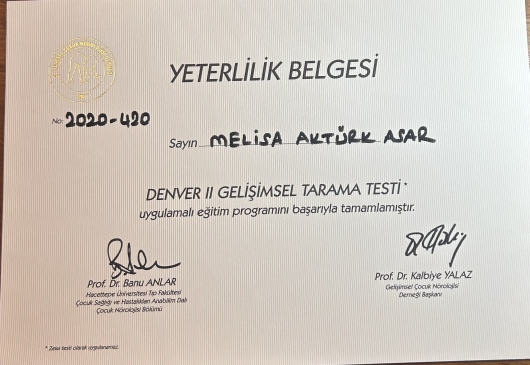 YETERLİLİK BELGESİ
No: 2020-420
Sayın MELİSA AKTÜRK ASAR
DENVER II GELİŞİMSEL TARAMA TESTİ*
uygulamalı eğitim programını başarıyla tamamlamıştır.
Prof. Dr. Banu ANLAR
Hacettepe Üniversitesi Tıp Fakültesi
Çocuk Sağlığı ve Hastalıkları Anabilim Dalı
Çocuk Nörolojisi Bölümü
Prof. Dr. Kalbiye YALAZ
Gelişimsel Çocuk Nörolojisi
Derneği Başkanı
* Zeka testi olarak uygulanamaz.